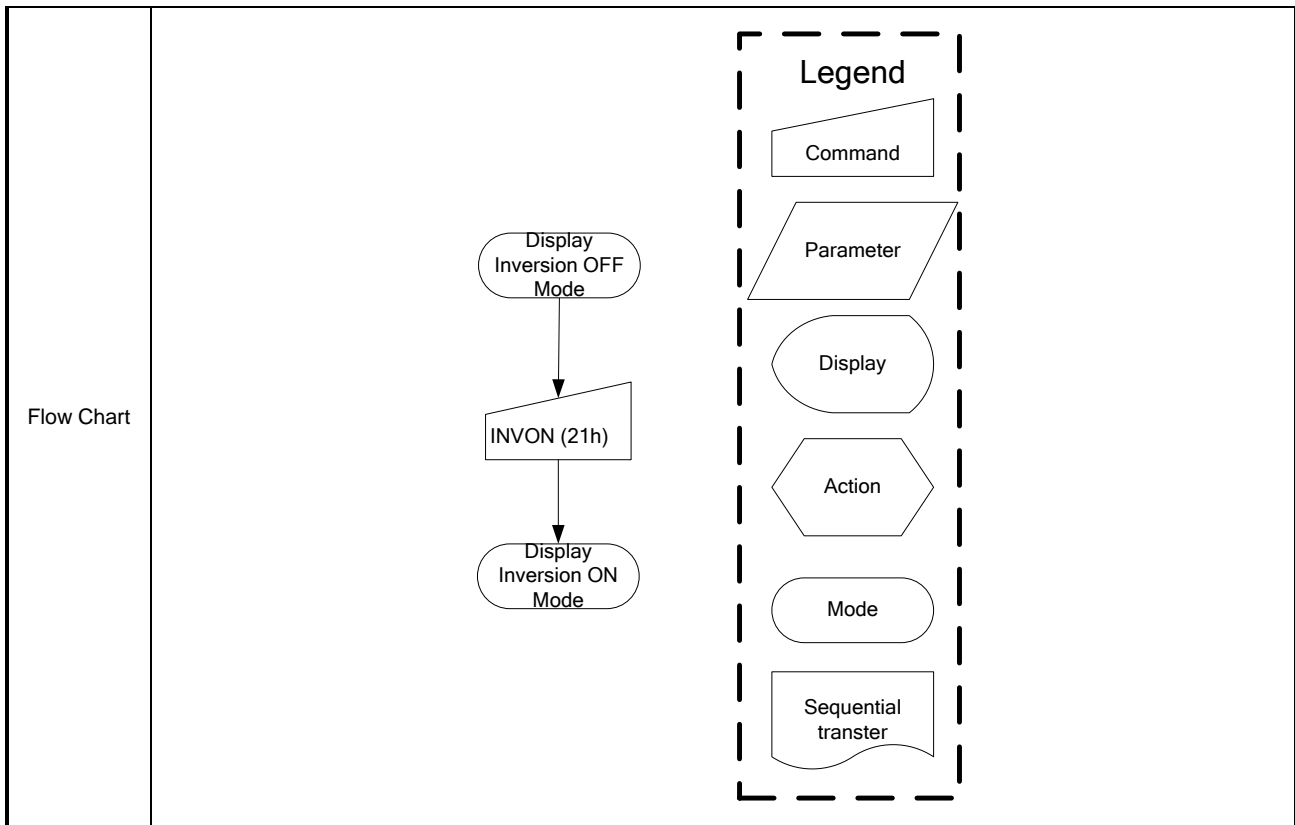 Flow Chart
Display
Inversion OFF
Mode
INVON (21h)
Display
Inversion ON
Mode
Legend
Command
Parameter
Display
Action
Mode
Sequential
transter